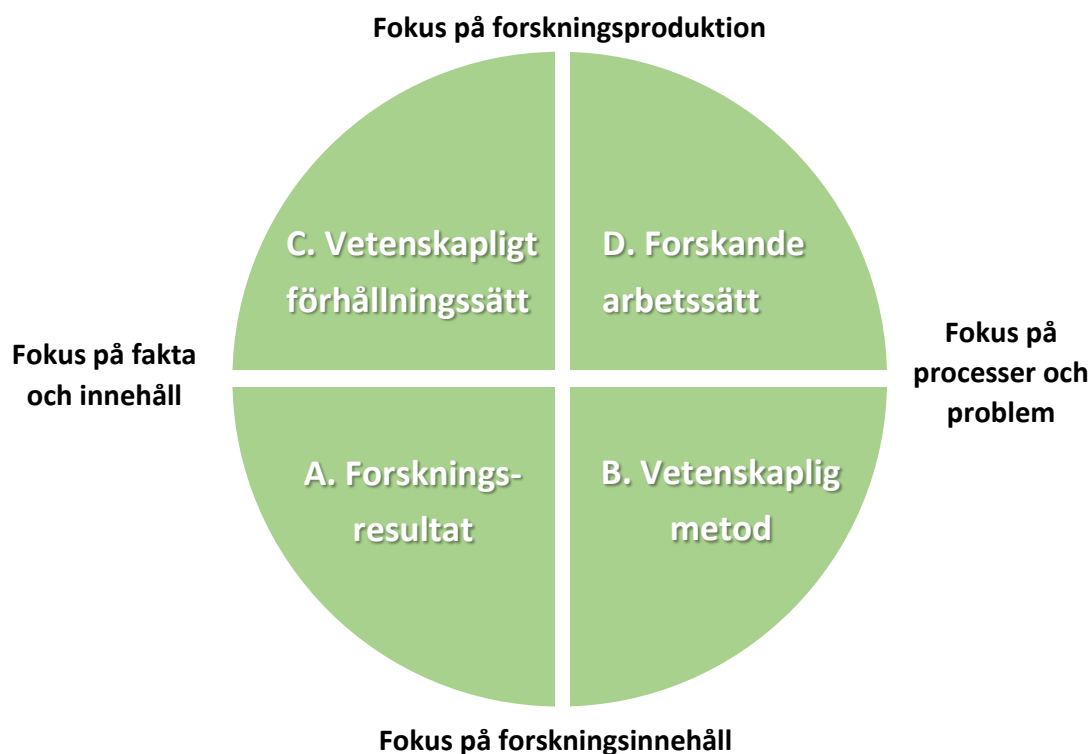 Fokus på forskningsproduktion
C. Vetenskapligt
förhållningssätt
D. Forskande
arbetssätt
Fokus på fakta
och innehåll
Fokus på
processer och
problem
A. Forsknings-
resultat
B. Vetenskaplig
metod
Fokus på forskningsinnehåll